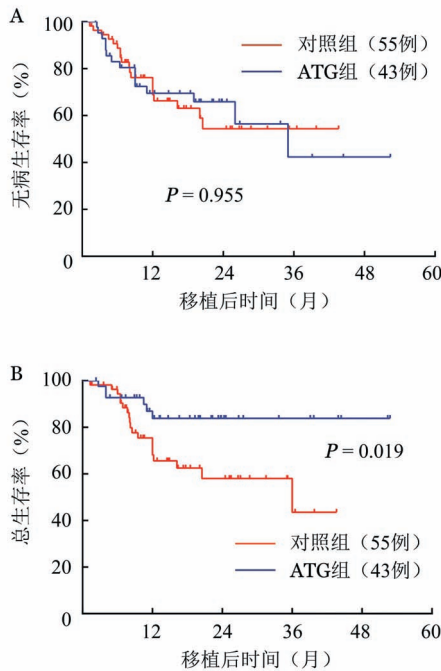 A
100
80
60
40
20
0
无病生存率（%）
对照组（55例）
ATG组（43例）
P = 0.955
12 24 36 48 60
移植后时间（月）
B
100
80
60
40
20
0
总生存率（%）
P = 0.019
对照组（55例）
ATG组（43例）
12 24 36 48 60
移植后时间（月）